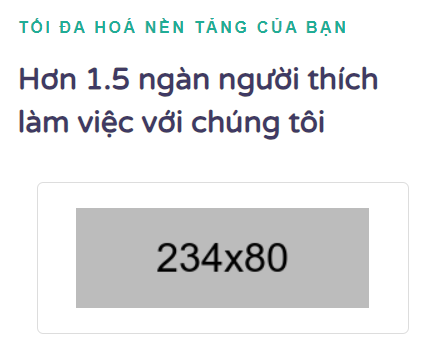 TỐI ĐA HOÁ NỀN TẢNG CỦA BẠN
Hơn 1.5 ngàn người thích
làm việc với chúng tôi
234x80